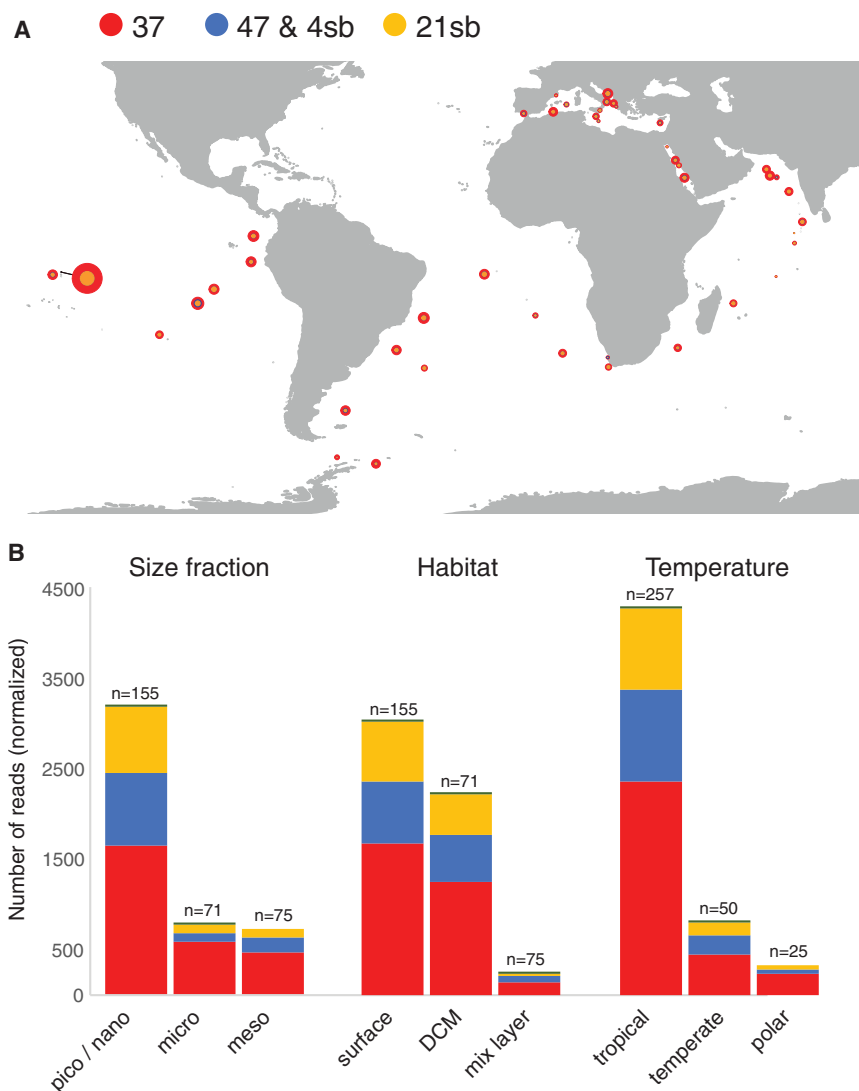 A
37
47 & 4sb
21sb
B
Size fraction
Habitat
Temperature
Number of reads (normalized)
4500
3500
2500
1500
500
0
n=155
n=71
n=75
n=155
n=71
n=75
n=257
n=50
n=25
pico / nano
micro
meso
surface
DCM
mix layer
tropical
temperate
polar